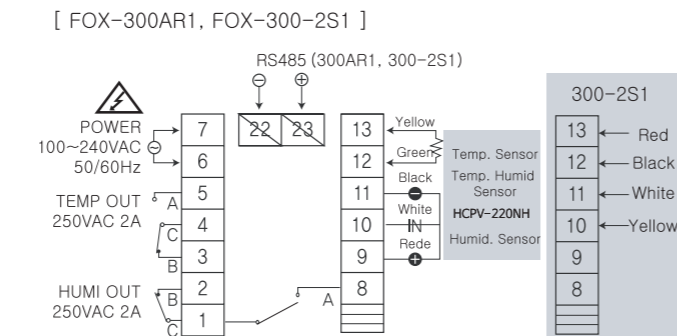 [ FOX-300AR1, FOX-300-2S1 ]
RS485 (300AR1, 300-2S1)
POWER
100~240VAC
50/60Hz
TEMP OUT
250VAC 2A
HUMI OUT
250VAC 2A
A
C
B
B
C
7
6
5
4
3
2
1
22
23
A
13
12
11
10
9
8
Yellow
Green
Black
White
IN
Rede
Temp. Sensor
Temp. Humid
Sensor
HCPV-220NH
Humid. Sensor
300-2S1
13 Red
12 Black
11 White
10 Yellow
9
8